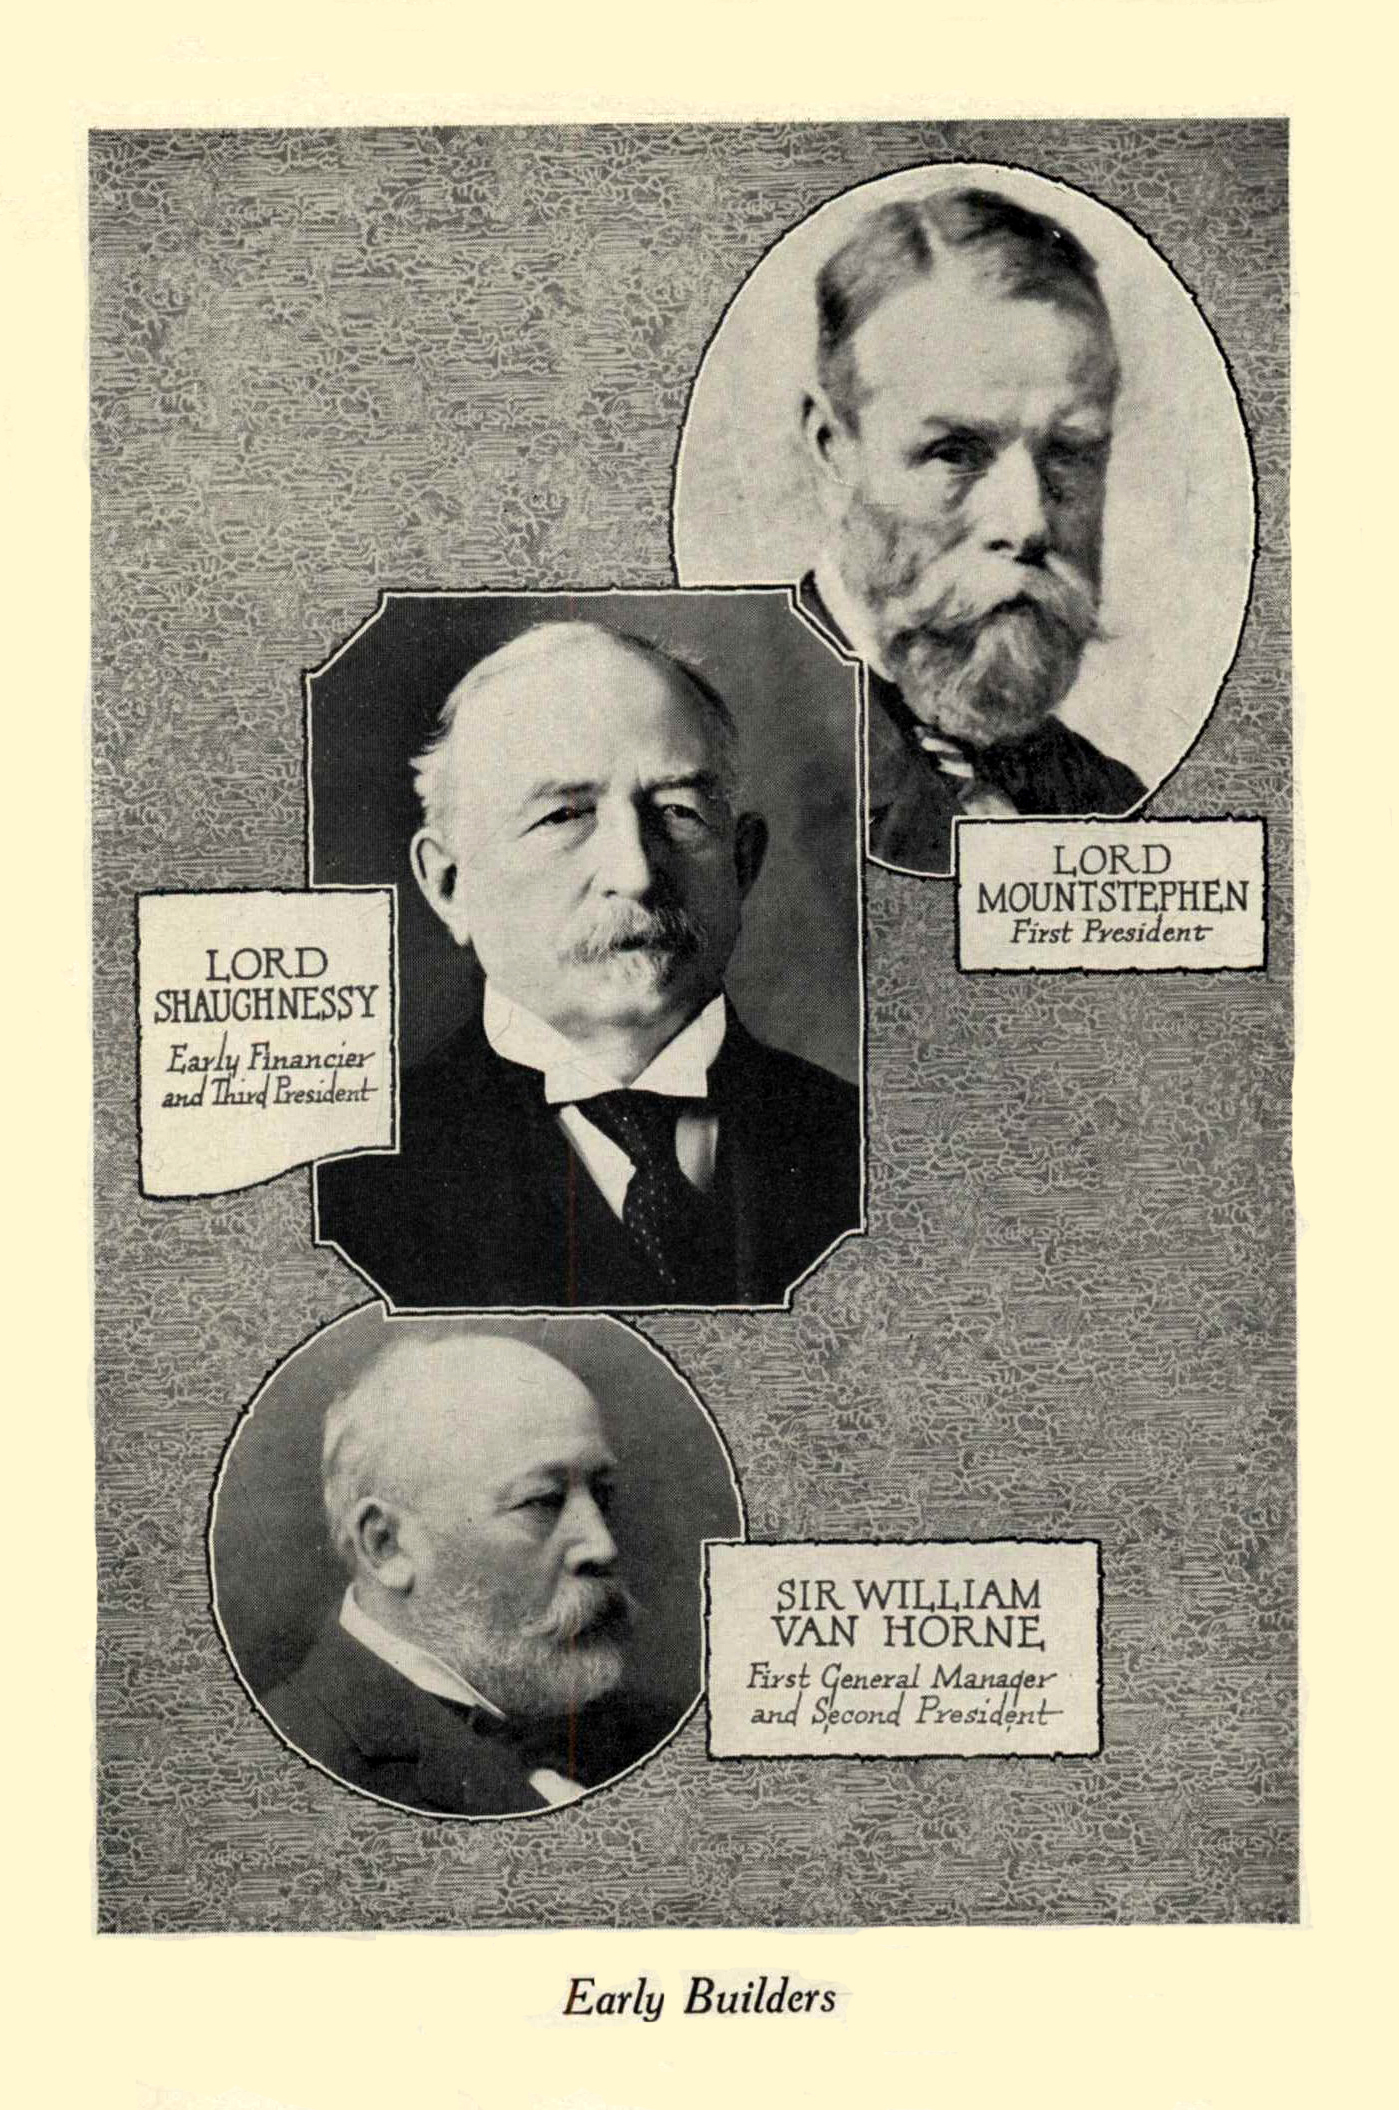 LORD
MOUNTSTEPHEN
First President
LORD
SHAUGHNESSY
Early Financier
and Third President
SIR WILLIAM
VAN HORNE
First General Manager
and Second President
Early Builders